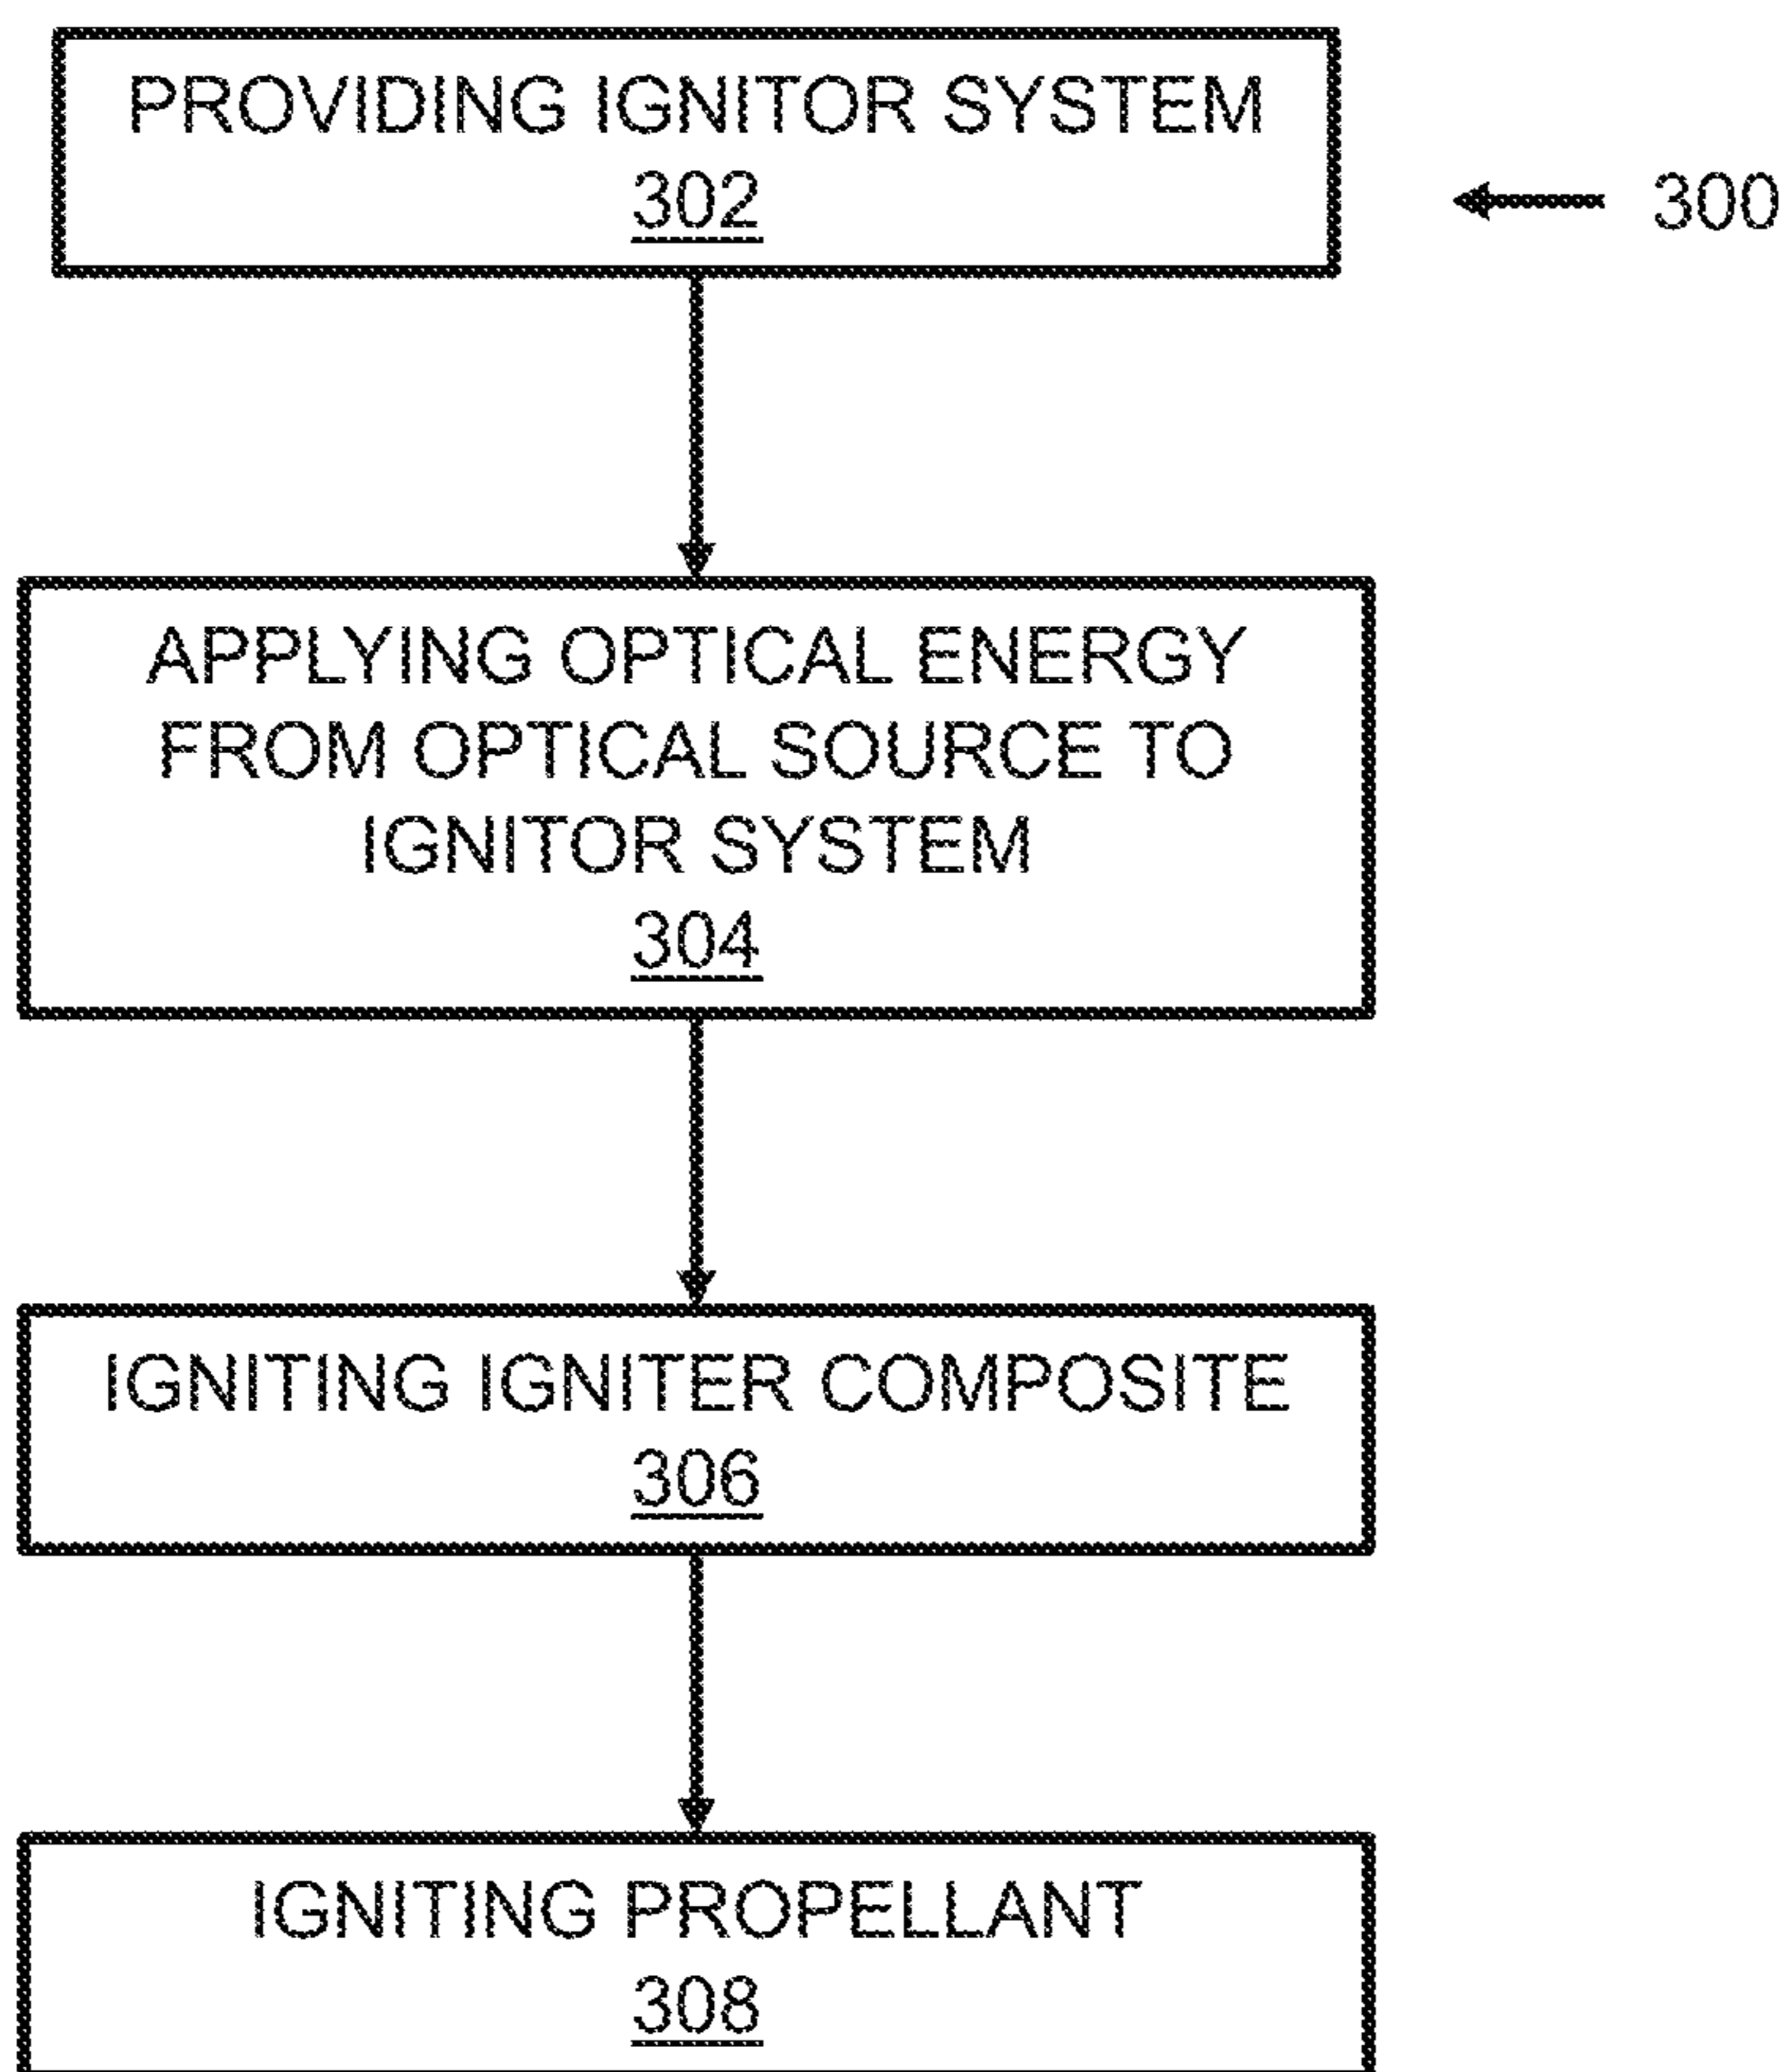 PROVIDING IGNITOR SYSTEM
302
300
APPLYING OPTICAL ENERGY
FROM OPTICAL SOURCE TO
IGNITOR SYSTEM
304
IGNITING IGNITER COMPOSITE
306
IGNITING PROPELLANT
308